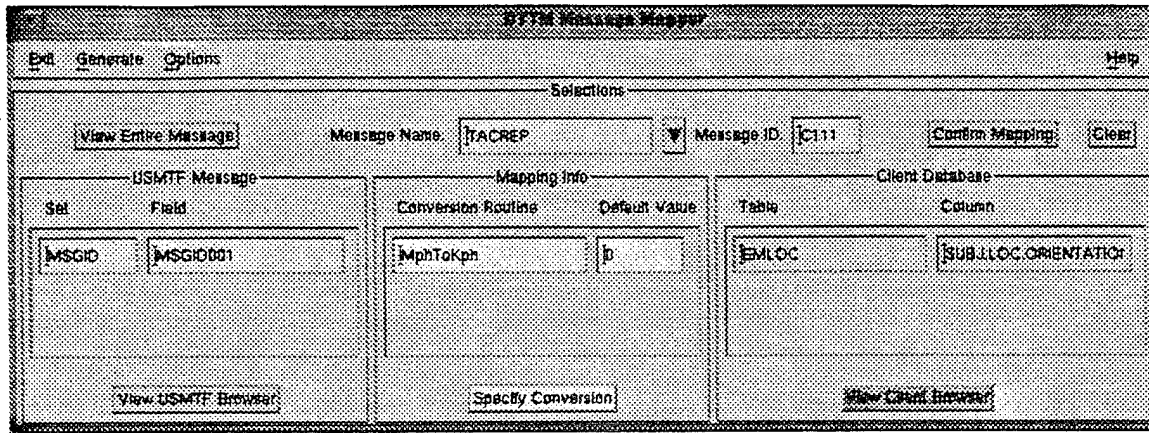 DYTM Message Mapper
Exit Generate Options Help
Selections
View Entire Message Message Name: TACREP Message ID: C111 Confirm Mapping Clear
USMTF Message Mapping Info Client Database
Set Field Conversion Routine Default Value Table Column
MSGID MSGID001 MphToKph 0 EMLOC
View USMTF Browser Specify Conversion View Client Browser